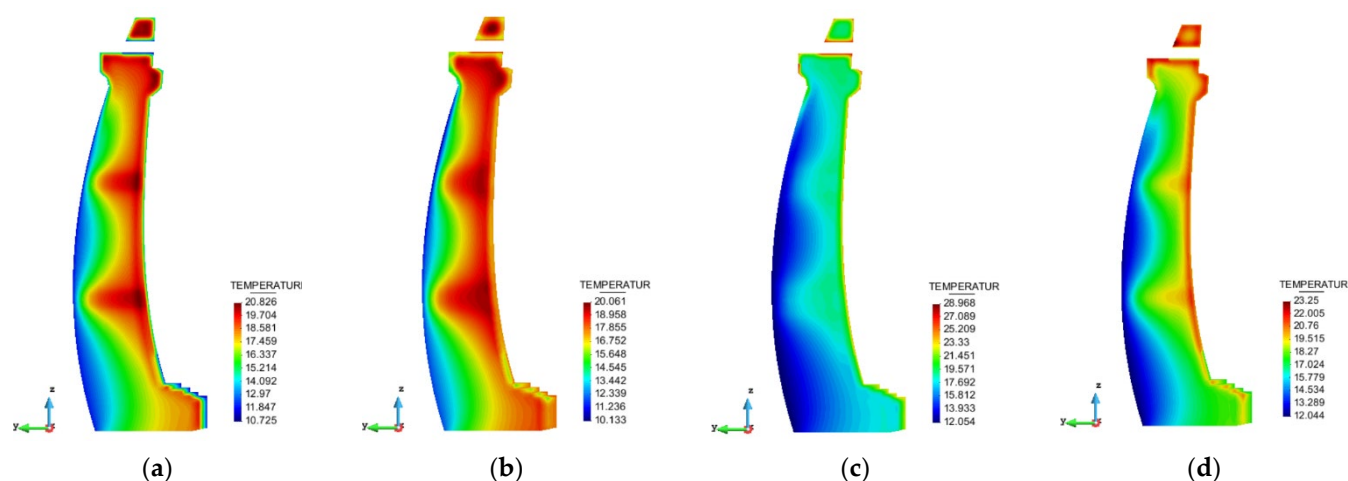 TEMPERATUR
20.826
19.704
18.581
17.459
16.337
15.214
14.092
12.97
11.847
10.725
z
y
(a)
TEMPERATUR
20.061
18.958
17.855
16.752
15.648
14.545
13.442
12.339
11.236
10.133
z
y
(b)
TEMPERATUR
28.968
27.089
25.209
23.33
21.451
19.571
17.692
15.812
13.933
12.054
z
y
(c)
TEMPERATUR
23.25
22.005
20.76
19.515
18.27
17.024
15.779
14.534
13.289
12.044
z
y
(d)